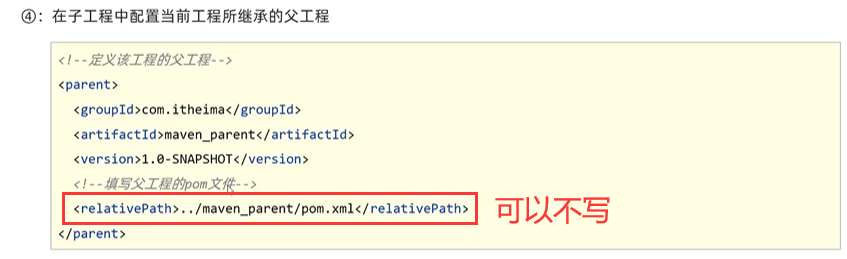 ④：在子工程中配置当前工程所继承的父工程
<!--定义该工程的父工程-->
<parent>
<groupId>com.itheima</groupId>
<artifactId>maven_parent</artifactId>
<version>1.0-SNAPSHOT</version>
<!--填写父工程的pom文件-->
<relativePath>../maven_parent/pom.xml</relativePath> 可以不写
</parent>